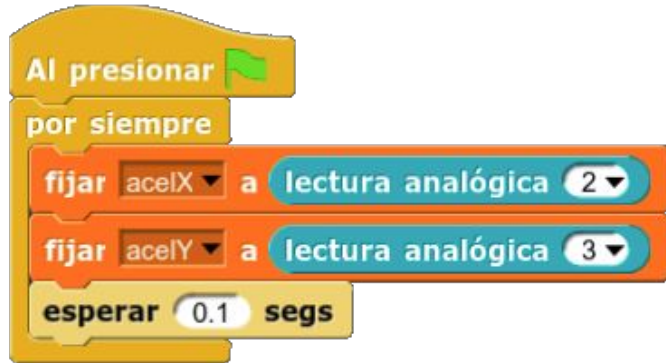 Al presionar
por siempre
fijar acelX a lectura analógica 2
fijar acelY a lectura analógica 3
esperar 0.1 segs